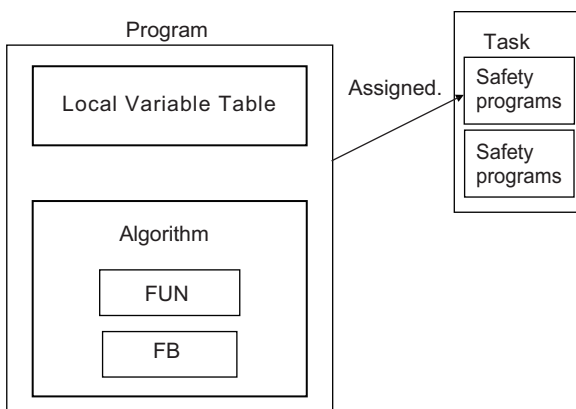 Program
Local Variable Table
Algorithm
FUN
FB
Assigned.
Task
Safety
programs
Safety
programs